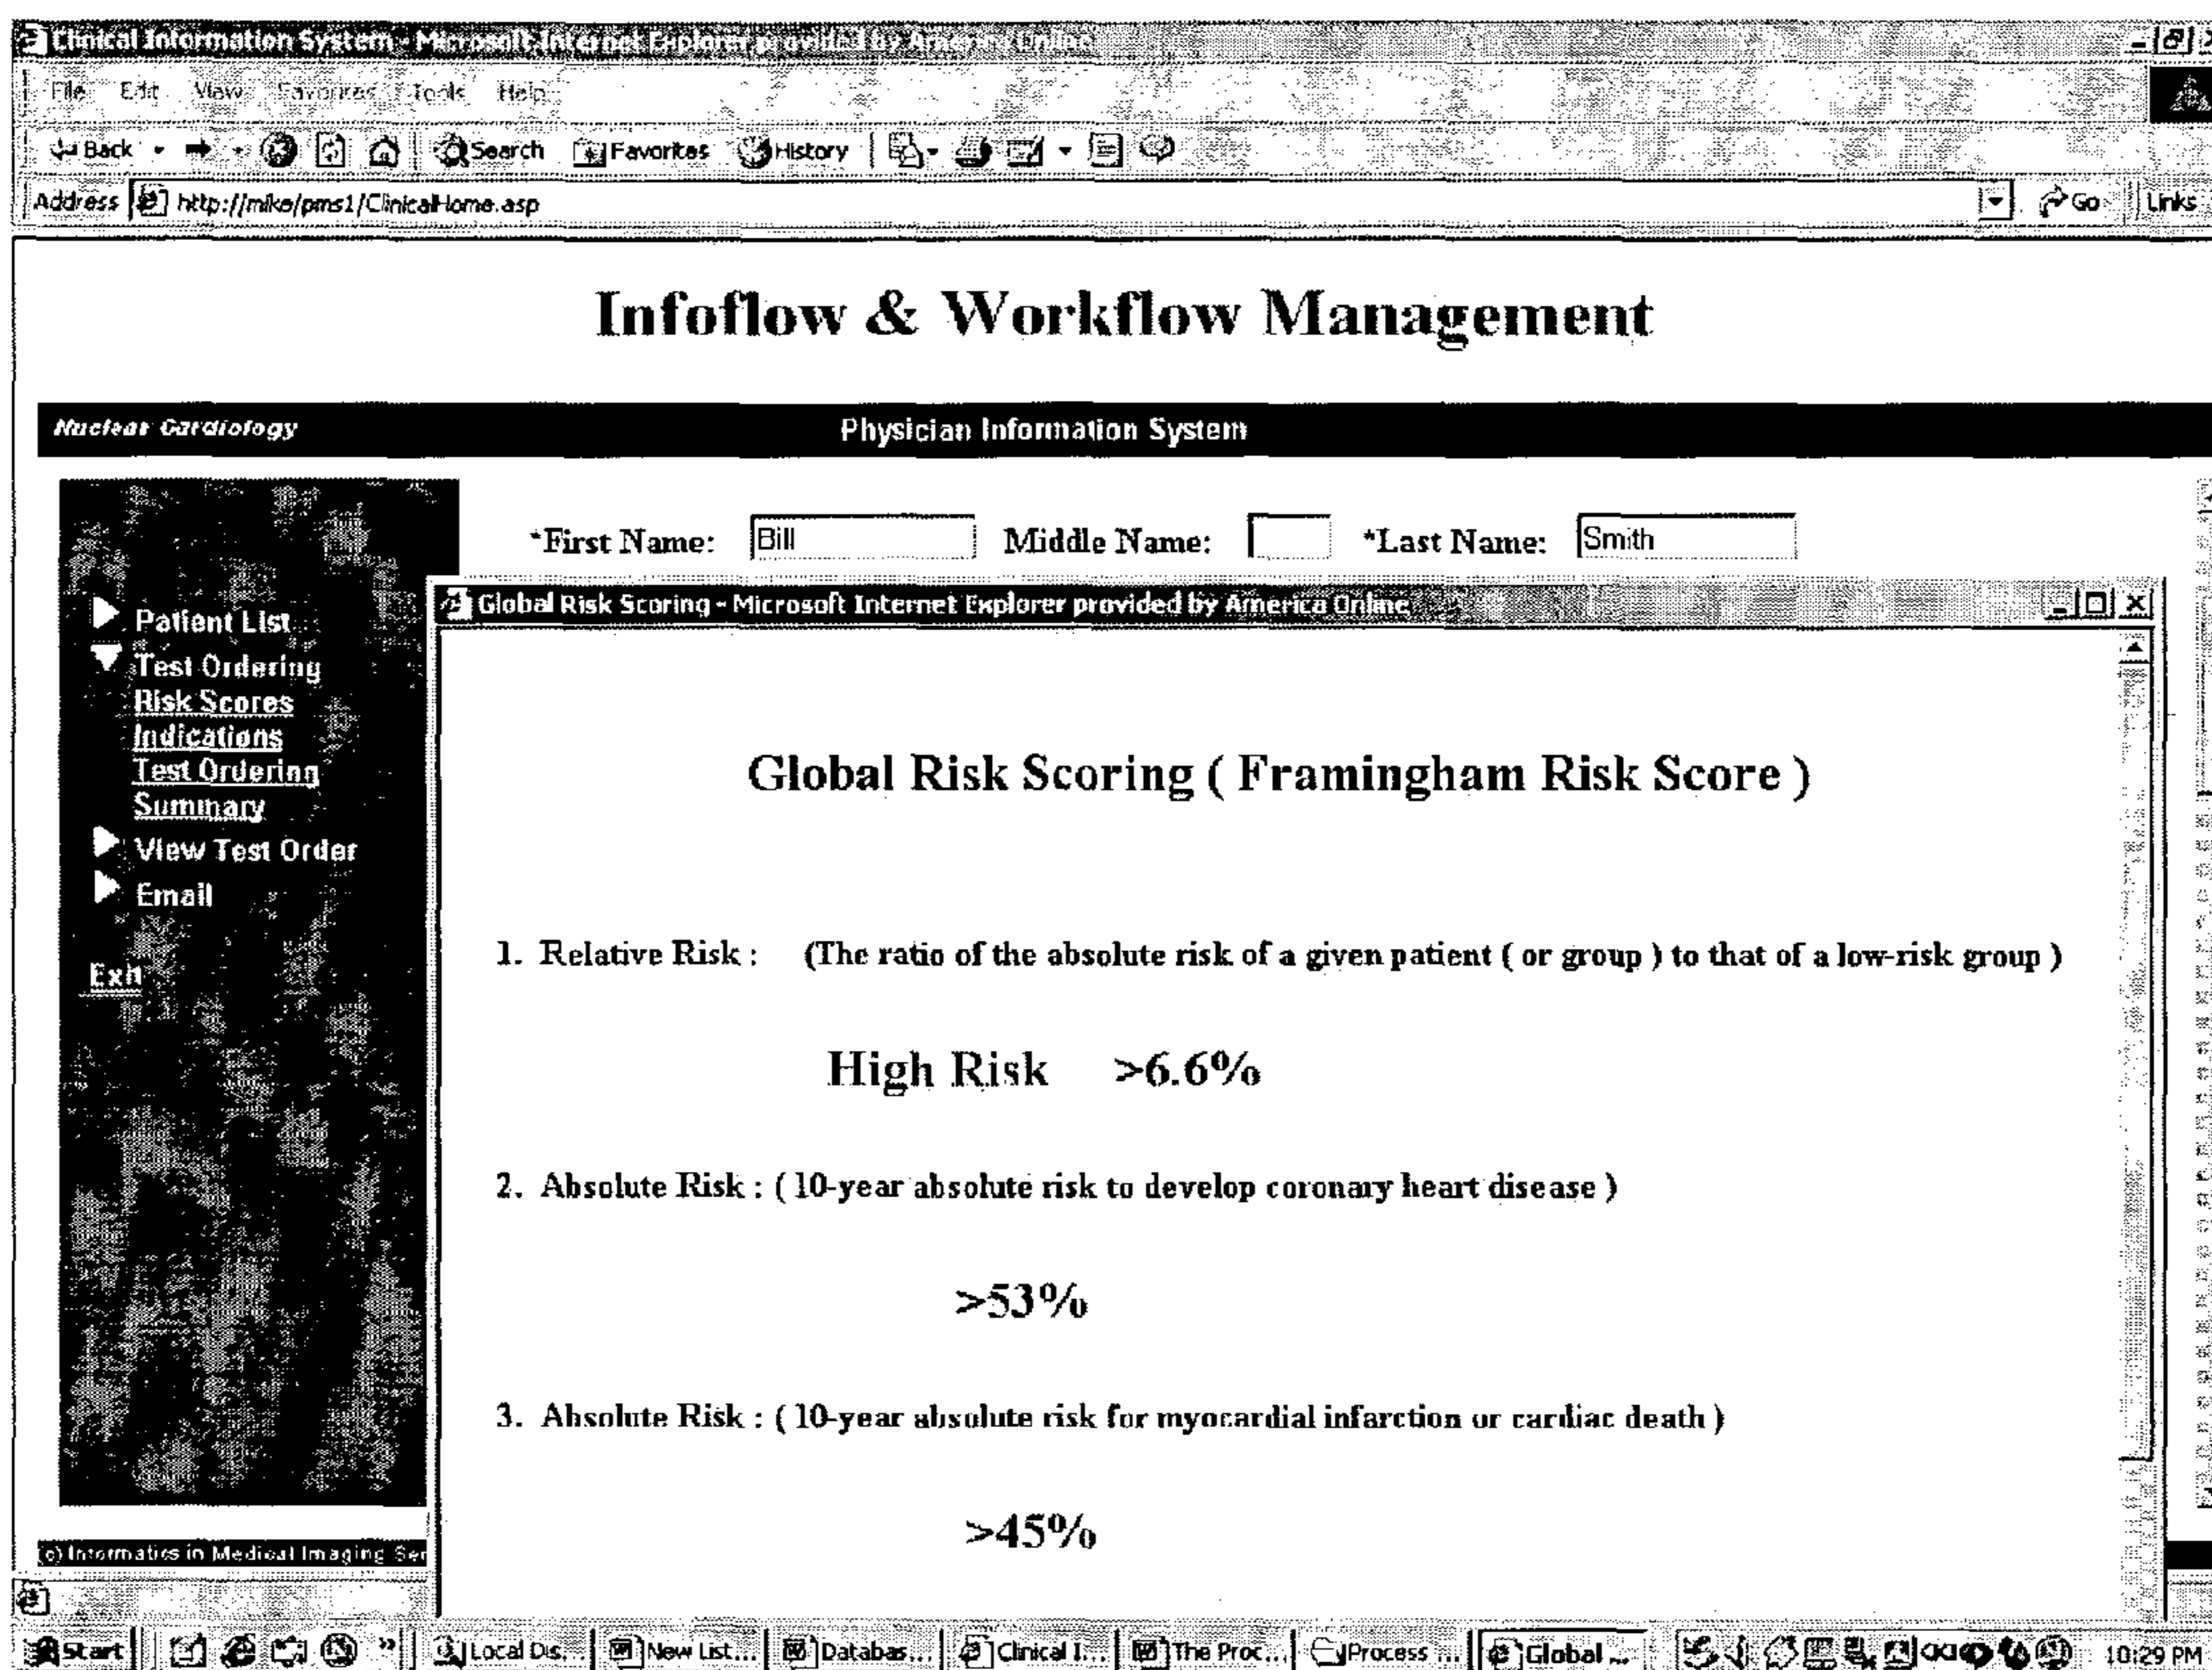 Clinical Information System - Microsoft Internet Explorer provided by America Online
File Edit View Favorites Tools Help
Back Search Favorites History
Address http://mike/pms1/ClinicalHome.asp Go Links
Infoflow & Workflow Management
Nuclear Cardiology Physician Information System
*First Name: Bill Middle Name: *Last Name: Smith
Patient List
Test Ordering
Risk Scores
Indications
Test Ordering
Summary
View Test Order
Email
Exit
Global Risk Scoring - Microsoft Internet Explorer provided by America Online
Global Risk Scoring ( Framingham Risk Score )
1. Relative Risk : (The ratio of the absolute risk of a given patient ( or group ) to that of a low-risk group )
High Risk >6.6%
2. Absolute Risk : ( 10-year absolute risk to develop coronary heart disease )
>53%
3. Absolute Risk : ( 10-year absolute risk for myocardial infarction or cardiac death )
>45%
(c) Informatics in Medical Imaging Ser
Start » Local Dis... New List... Databas... Clinical I... The Proc... Process ... Global ... 10:29 PM